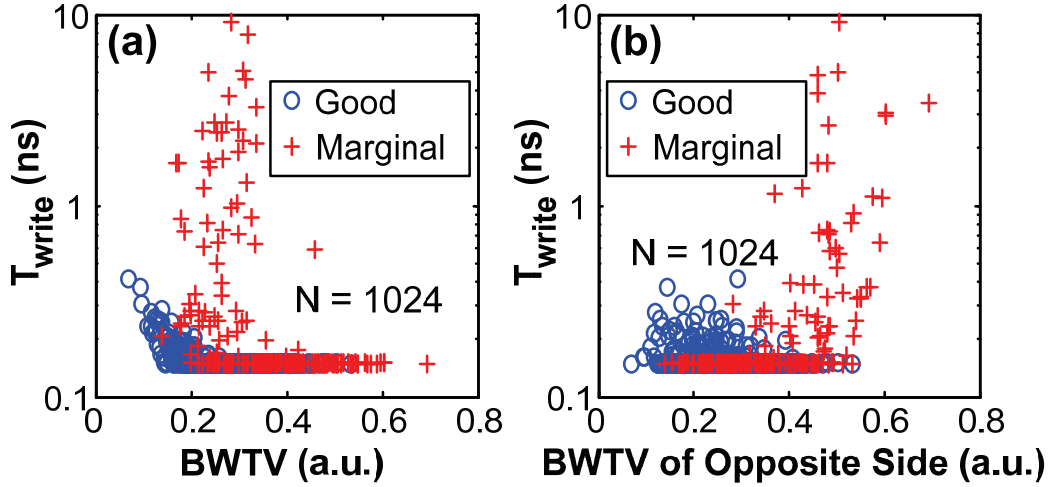 (a)
Good
Marginal
N = 1024
T_write (ns)
10
1
0.1
0
0.2
0.4
0.6
0.8
BWTV (a.u.)
(b)
Good
Marginal
N = 1024
T_write (ns)
10
1
0.1
0
0.2
0.4
0.6
0.8
BWTV of Opposite Side (a.u.)